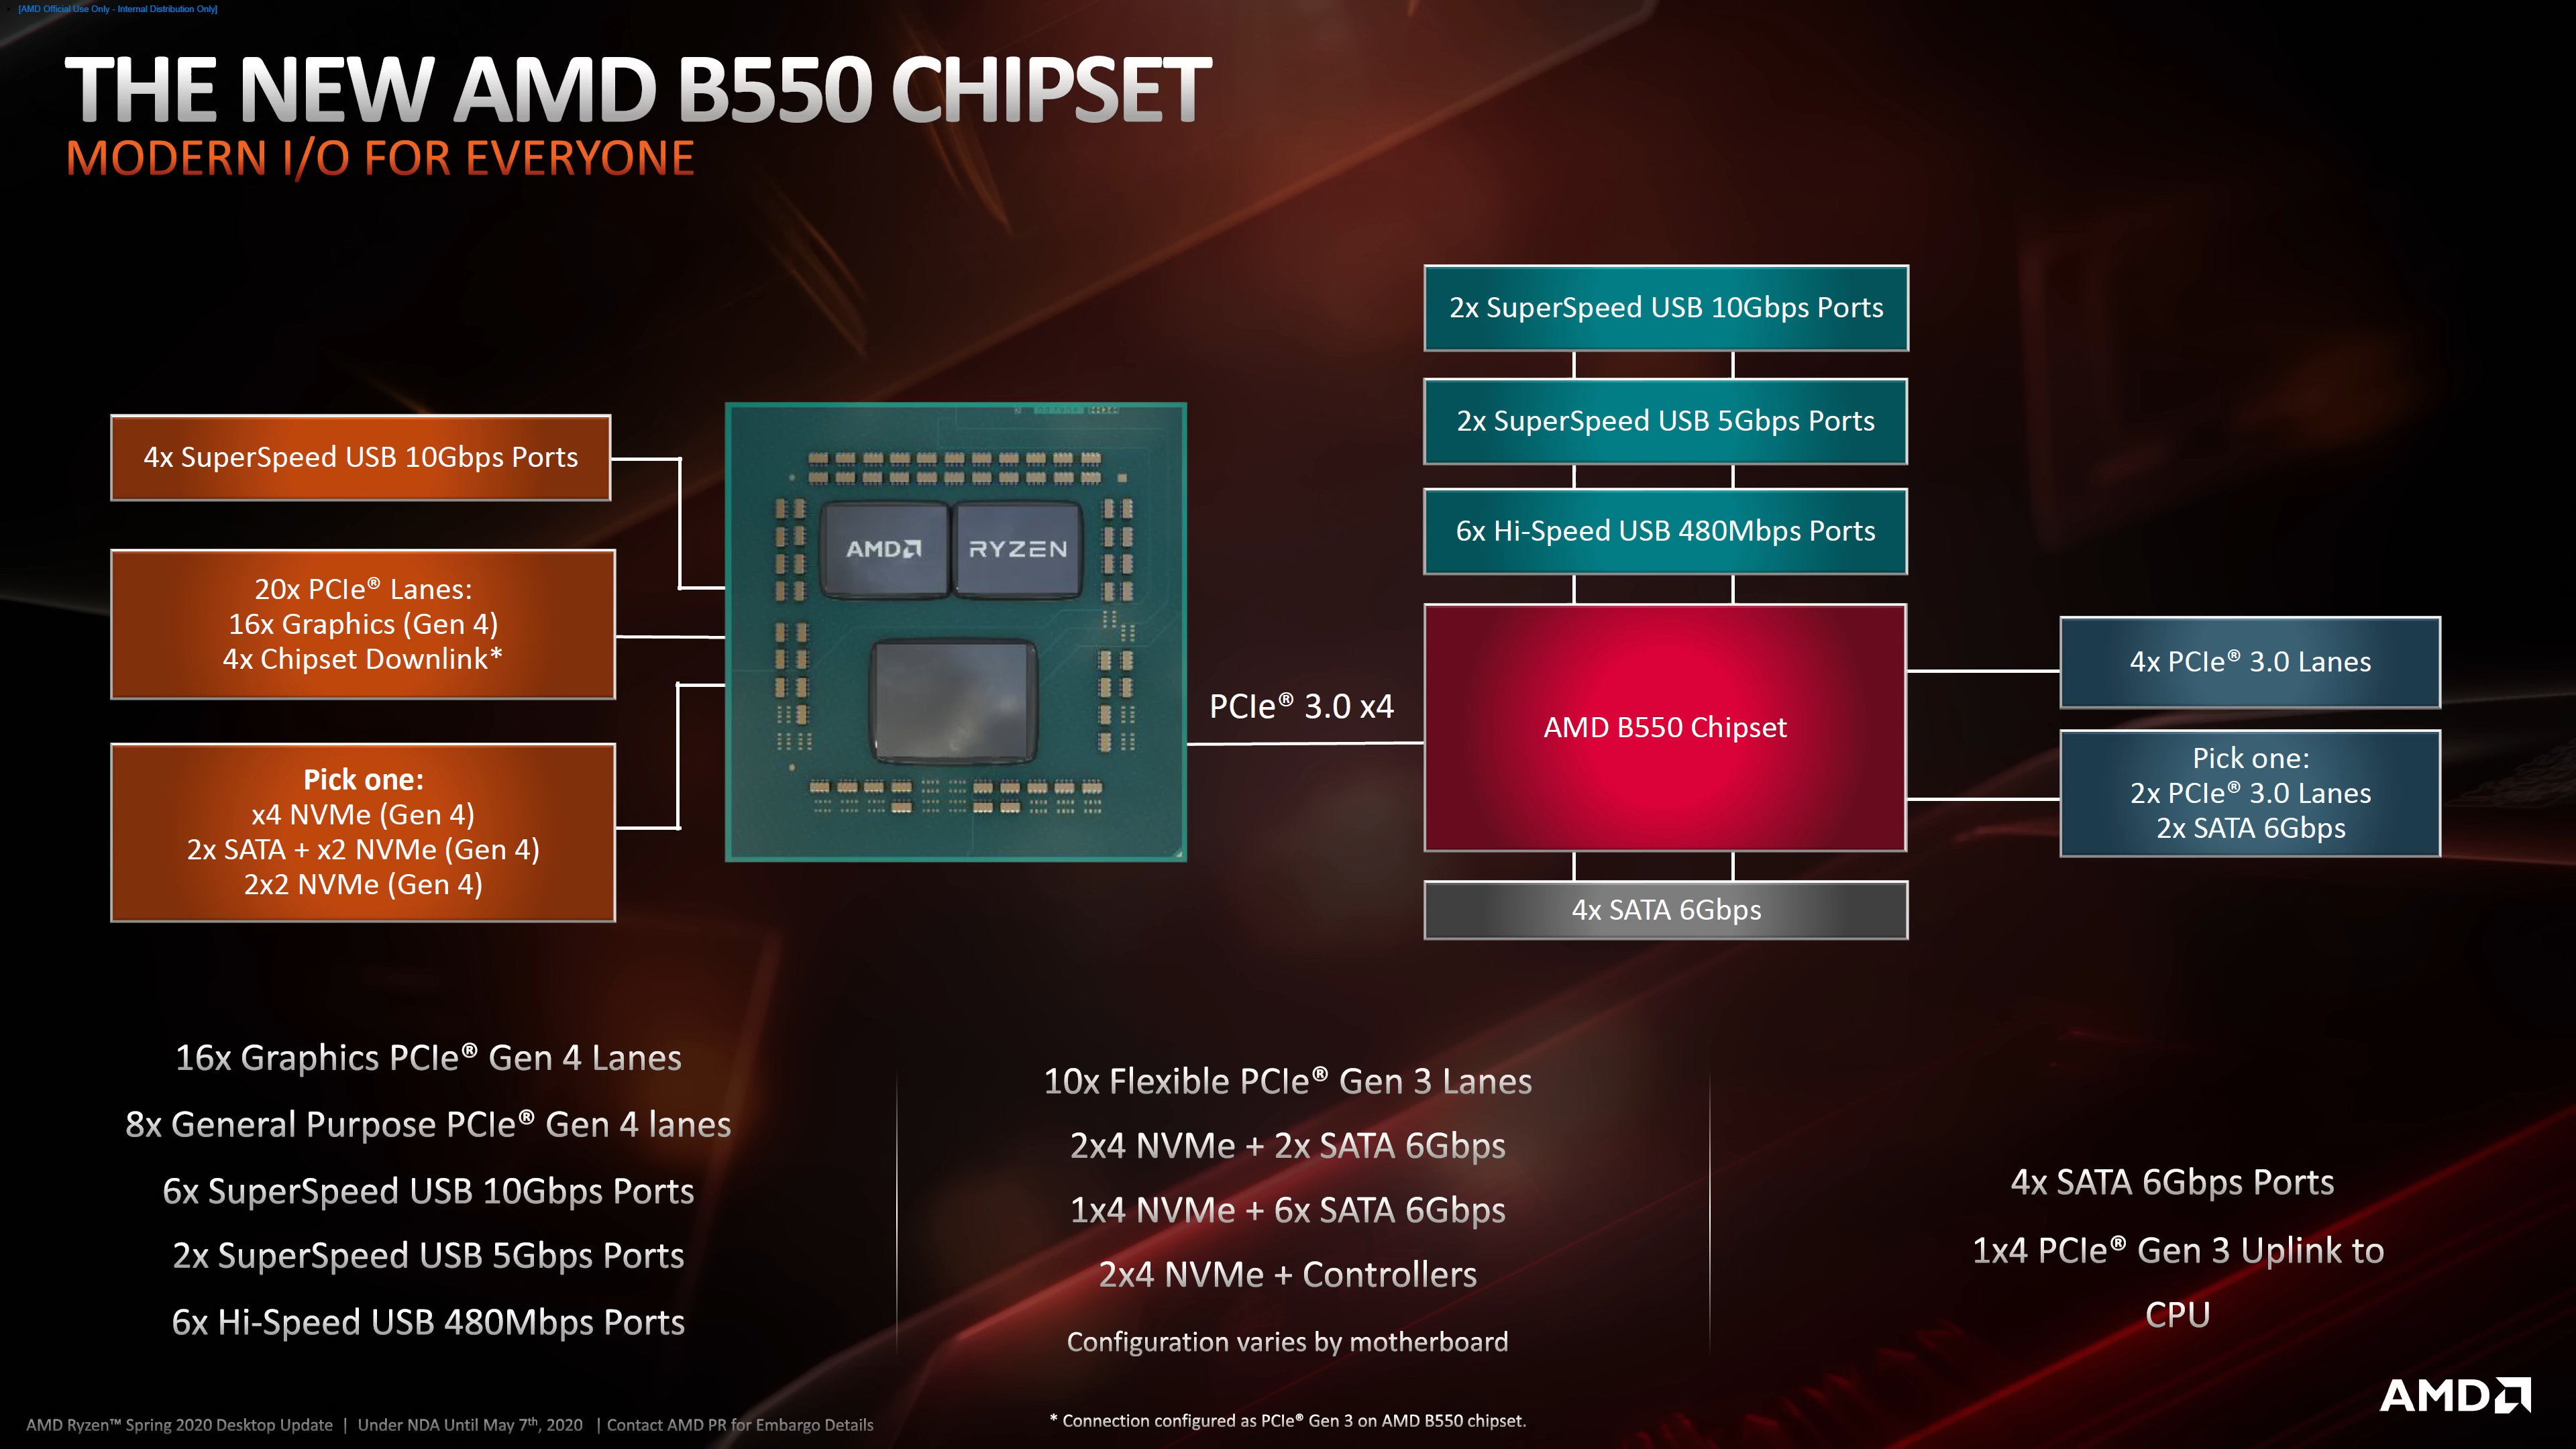 [AMD Official Use Only - Internal Distribution Only]
THE NEW AMD B550 CHIPSET
MODERN I/O FOR EVERYONE
4x SuperSpeed USB 10Gbps Ports
20x PCIe® Lanes:
16x Graphics (Gen 4)
4x Chipset Downlink*
Pick one:
x4 NVMe (Gen 4)
2x SATA + x2 NVMe (Gen 4)
2x2 NVMe (Gen 4)
AMD
RYZEN
PCIe® 3.0 x4
2x SuperSpeed USB 10Gbps Ports
2x SuperSpeed USB 5Gbps Ports
6x Hi-Speed USB 480Mbps Ports
AMD B550 Chipset
4x SATA 6Gbps
4x PCIe® 3.0 Lanes
Pick one:
2x PCIe® 3.0 Lanes
2x SATA 6Gbps
16x Graphics PCIe® Gen 4 Lanes
8x General Purpose PCIe® Gen 4 lanes
6x SuperSpeed USB 10Gbps Ports
2x SuperSpeed USB 5Gbps Ports
6x Hi-Speed USB 480Mbps Ports
10x Flexible PCIe® Gen 3 Lanes
2x4 NVMe + 2x SATA 6Gbps
1x4 NVMe + 6x SATA 6Gbps
2x4 NVMe + Controllers
Configuration varies by motherboard
4x SATA 6Gbps Ports
1x4 PCIe® Gen 3 Uplink to
CPU
AMD
AMD Ryzen™ Spring 2020 Desktop Update | Under NDA Until May 7th, 2020 | Contact AMD PR for Embargo Details
* Connection configured as PCIe® Gen 3 on AMD B550 chipset.